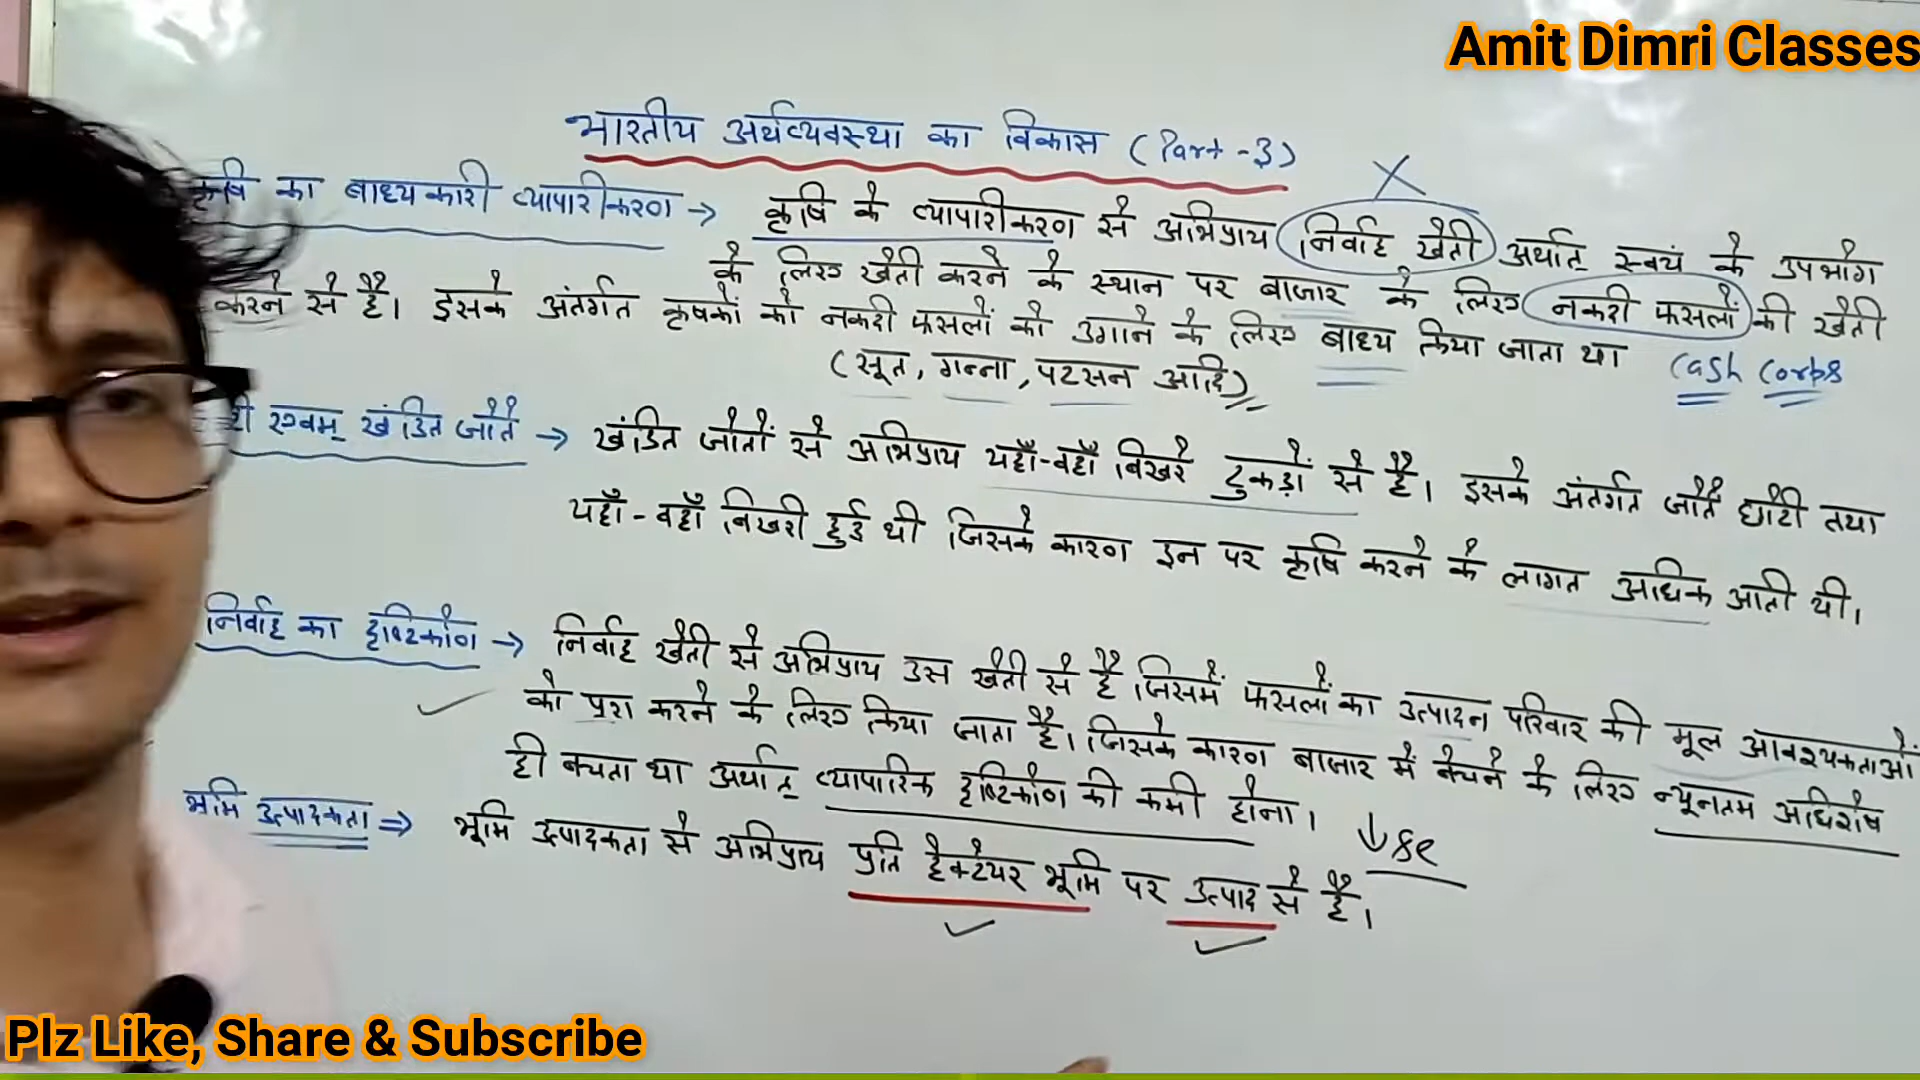 Amit Dimri Classes
भारतीय अर्थव्यवस्था का विकास (Part-3)
कृषि का बाध्यकारी व्यापारीकरण → कृषि के व्यापारीकरण से अभिप्राय निर्वाह खेती अर्थात् स्वयं के उपभोग
के लिए खेती करने के स्थान पर बाजार के लिए नकदी फसलों की खेती
करने से है। इसके अंतर्गत कृषकों को नकदी फसलों को उगाने के लिए बाध्य किया जाता था
(सूत, गन्ना, पटसन आदि)
Cash Corbs
एवम् खंडित जोतें → खंडित जोतों से अभिप्राय यहाँ-वहाँ बिखरे टुकड़ों से है। इसके अंतर्गत जोतें छोटी तथा
यहाँ-वहाँ बिखरी हुई थी जिसके कारण इन पर कृषि करने के लागत अधिक आती थी।
निर्वाह का दृष्टिकोण → निर्वाह खेती से अभिप्राय उस खेती से है जिसमें फसलों का उत्पादन परिवार की मूल आवश्यकताओं
को पूरा करने के लिए किया जाता है। जिसके कारण बाजार में बेचने के लिए न्यूनतम अधिशेष
ही बचता था अर्थात् व्यापारिक दृष्टिकोण की कमी होना।
भूमि उत्पादकता ⇒ भूमि उत्पादकता से अभिप्राय प्रति हैक्टेयर भूमि पर उत्पाद से है।
Plz Like, Share & Subscribe